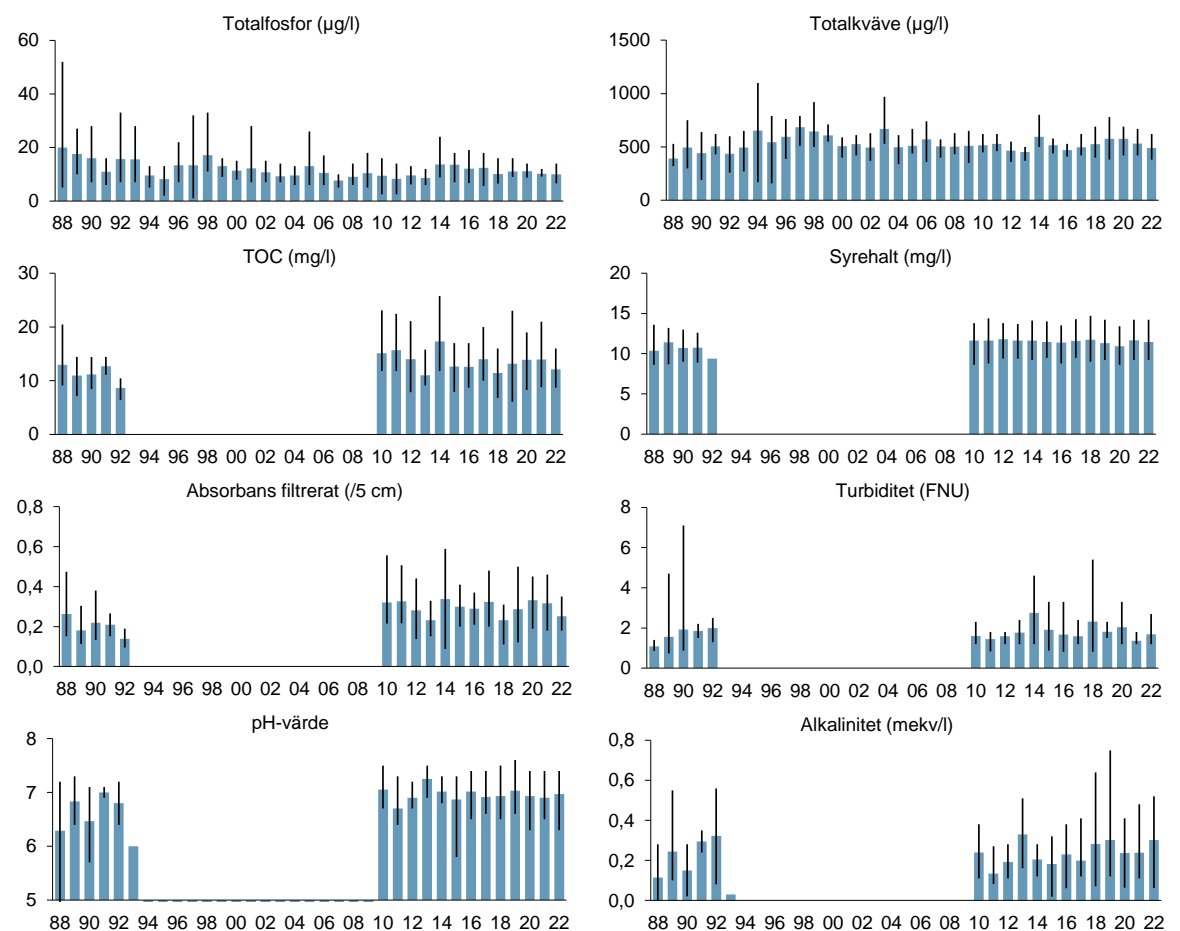 Totalfosfor (µg/l)
60
40
20
0
88 90 92 94 96 98 00 02 04 06 08 10 12 14 16 18 20 22
Totalkväve (µg/l)
1500
1000
500
0
88 90 92 94 96 98 00 02 04 06 08 10 12 14 16 18 20 22
TOC (mg/l)
30
20
10
0
88 90 92 94 96 98 00 02 04 06 08 10 12 14 16 18 20 22
Syrehalt (mg/l)
20
15
10
5
0
88 90 92 94 96 98 00 02 04 06 08 10 12 14 16 18 20 22
Absorbans filtrerat (/5 cm)
0,8
0,6
0,4
0,2
0,0
88 90 92 94 96 98 00 02 04 06 08 10 12 14 16 18 20 22
Turbiditet (FNU)
8
6
4
2
0
88 90 92 94 96 98 00 02 04 06 08 10 12 14 16 18 20 22
pH-värde
8
7
6
5
88 90 92 94 96 98 00 02 04 06 08 10 12 14 16 18 20 22
Alkalinitet (mekv/l)
0,8
0,6
0,4
0,2
0,0
88 90 92 94 96 98 00 02 04 06 08 10 12 14 16 18 20 22